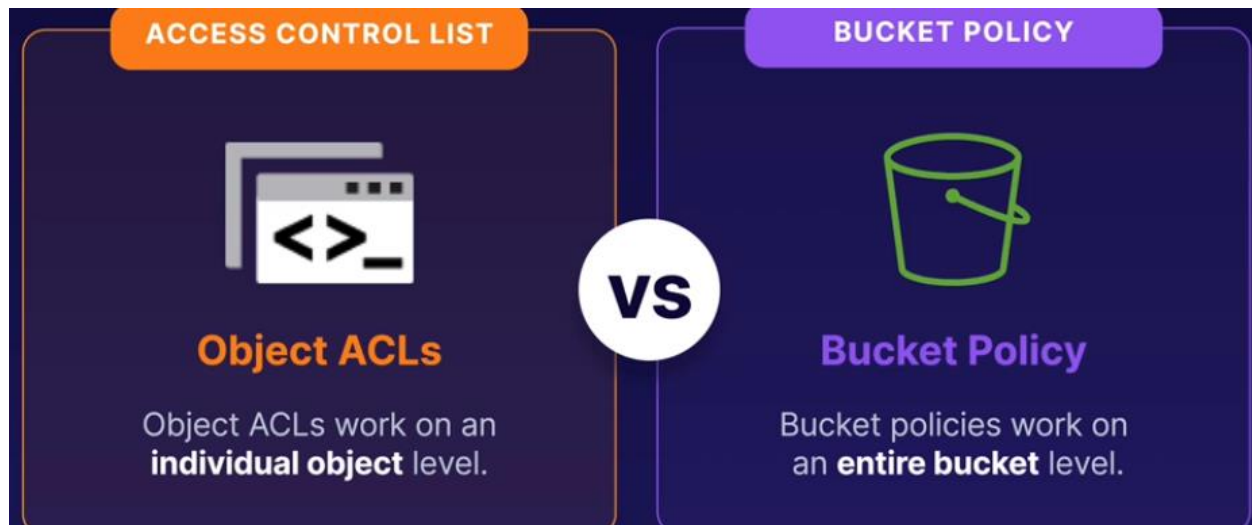 ACCESS CONTROL LIST
<>_
Object ACLs
Object ACLs work on an
individual object level.
VS
BUCKET POLICY
Bucket Policy
Bucket policies work on
an entire bucket level.